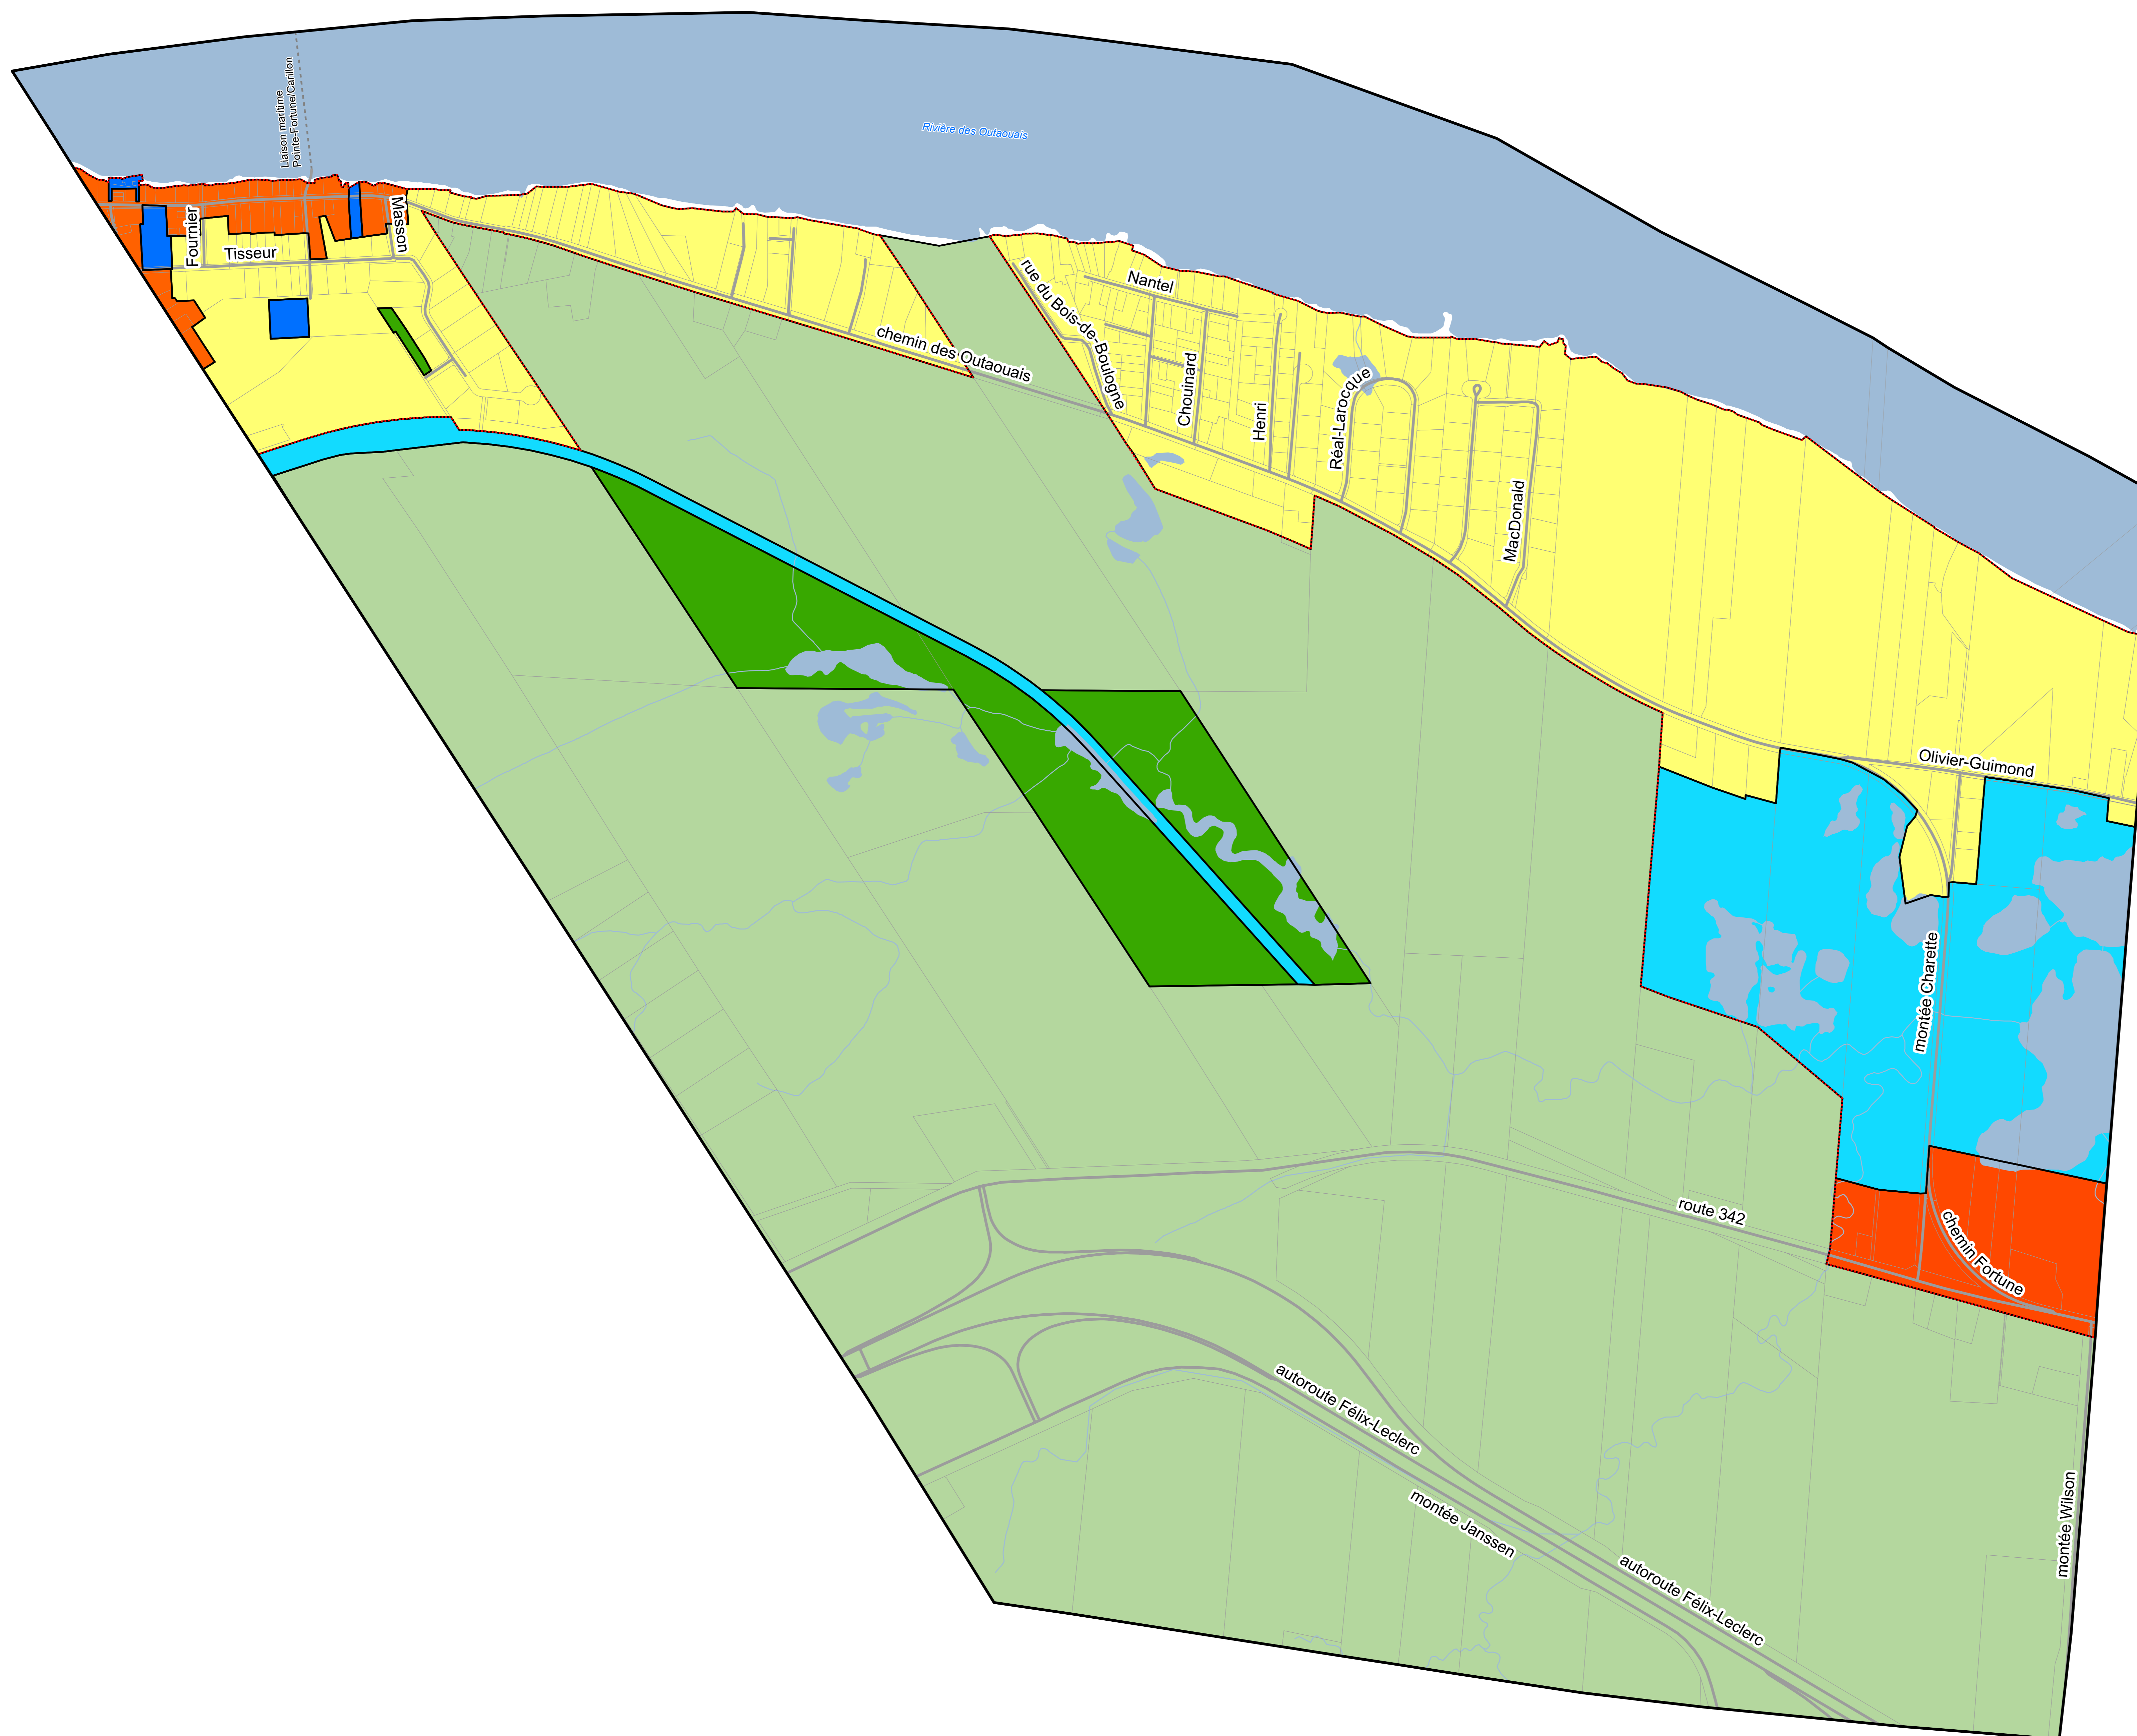 Liaison maritime
Pointe-Fortune/Carillon
Rivière des Outaouais
Fournier
Masson
Tisseur
rue du Bois-de-Boulogne
Nantel
chemin des Outaouais
Chouinard
Henri
Réal-Larocque
MacDonald
Olivier-Guimond
montée Charette
route 342
chemin Fortune
autoroute Félix-Leclerc
montée Janssen
autoroute Félix-Leclerc
montée Wilson